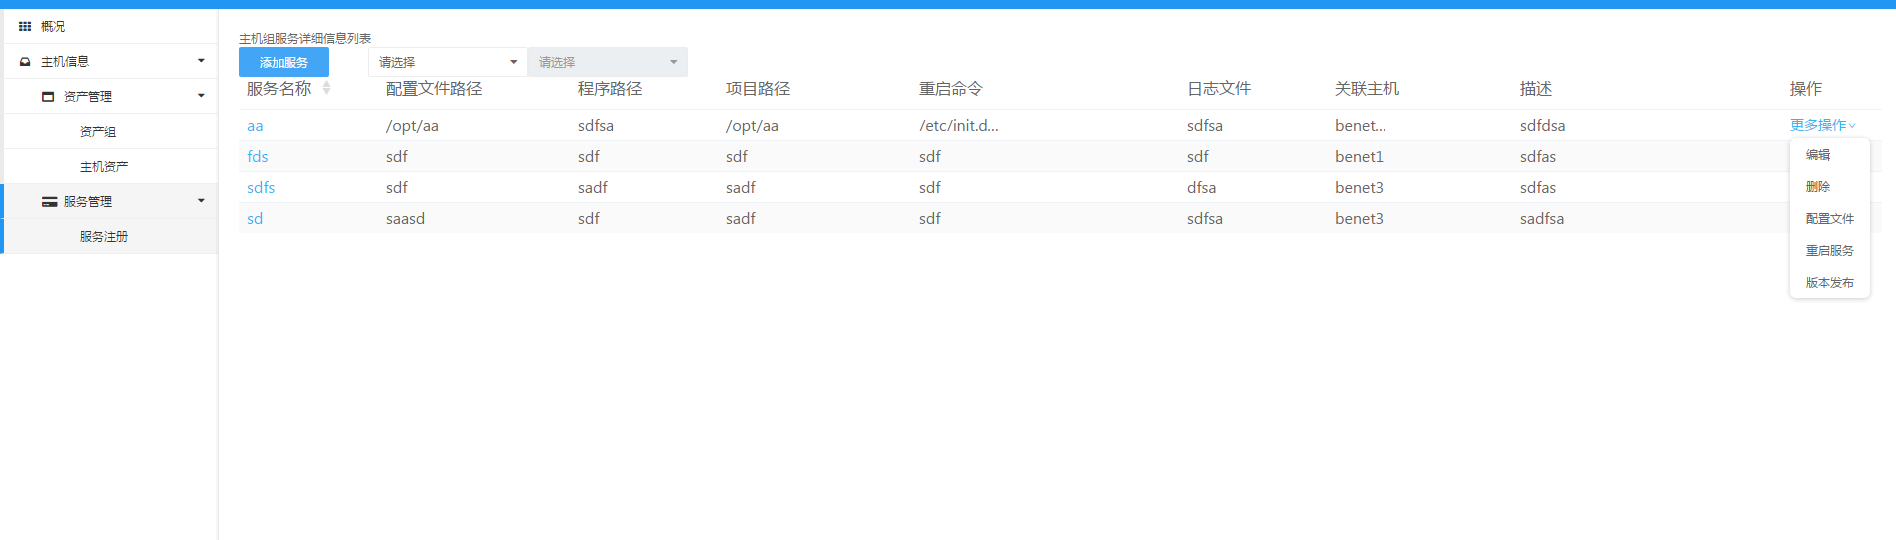 概况
主机信息
资产管理
资产组
主机资产
服务管理
服务注册
主机组服务详细信息列表
添加服务 请选择 请选择
服务名称 配置文件路径 程序路径 项目路径 重启命令 日志文件 关联主机 描述 操作
aa /opt/aa sdfsa /opt/aa /etc/init.d... sdfsa benet... sdfdsa 更多操作
fds sdf sdf sdf sdf sdf benet1 sdfas
sdfs sdf sadf sadf sdf dfsa benet3 sdfas
sd saasd sdf sadf sdf sdfsa benet3 sadfsa
编辑
删除
配置文件
重启服务
版本发布